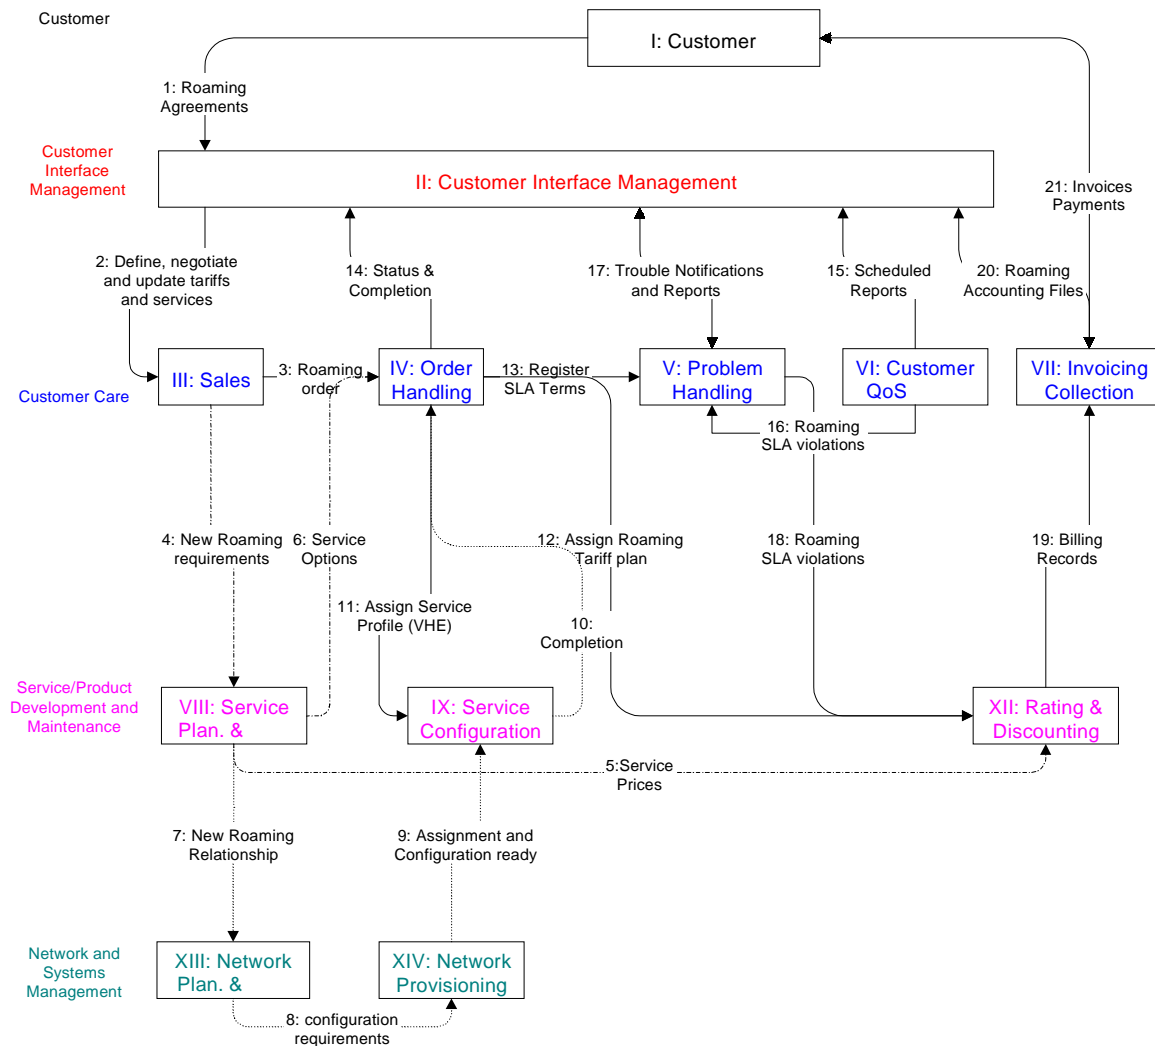 Customer
I: Customer
1: Roaming
Agreements
Customer
Interface
Management
II: Customer Interface Management
21: Invoices
Payments
2: Define, negotiate
and update tariffs
and services
14: Status &
Completion
17: Trouble Notifications
and Reports
15: Scheduled
Reports
20: Roaming
Accounting Files
Customer Care
III: Sales
3: Roaming
order
IV: Order
Handling
13: Register
SLA Terms
V: Problem
Handling
VI: Customer
QoS
VII: Invoicing
Collection
16: Roaming
SLA violations
4: New Roaming
requirements
6: Service
Options
12: Assign Roaming
Tariff plan
18: Roaming
SLA violations
19: Billing
Records
11: Assign Service
Profile (VHE)
10:
Completion
Service/Product
Development and
Maintenance
VIII: Service
Plan. &
IX: Service
Configuration
XII: Rating &
Discounting
5:Service
Prices
7: New Roaming
Relationship
9: Assignment and
Configuration ready
Network and
Systems
Management
XIII: Network
Plan. &
XIV: Network
Provisioning
8: configuration
requirements